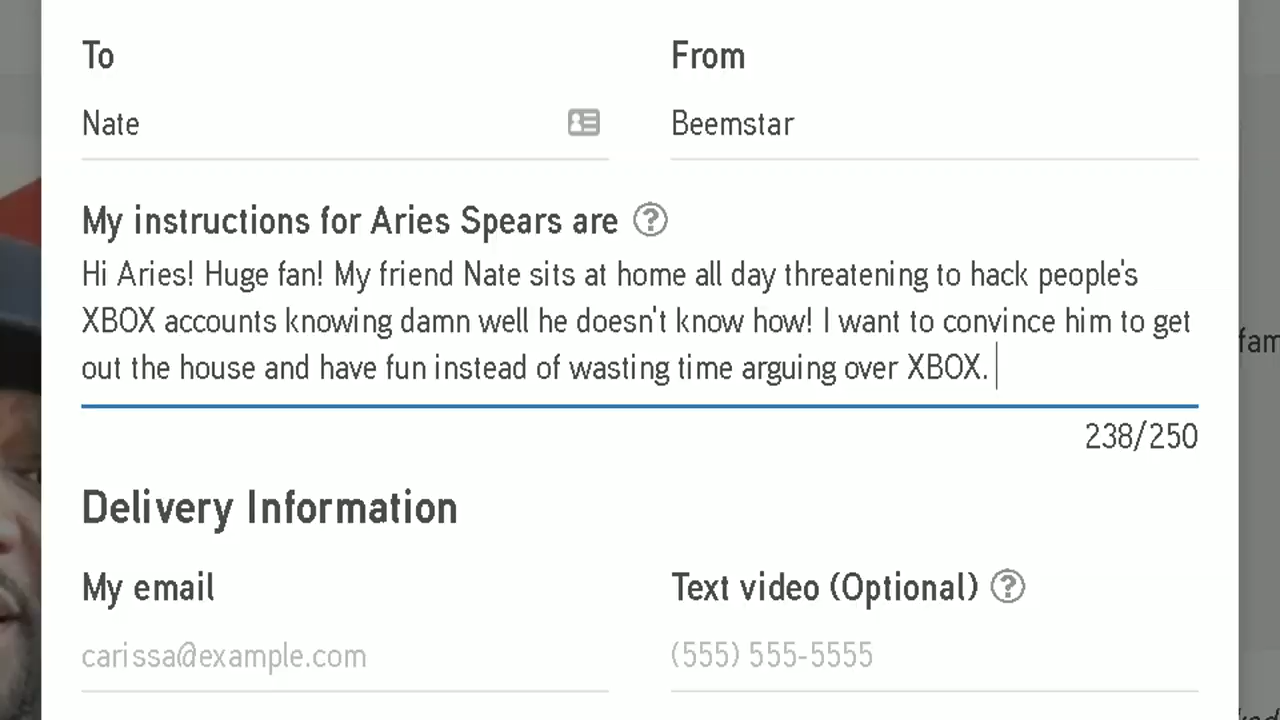 To
From
Nate
Beemstar
My instructions for Aries Spears are ?
Hi Aries! Huge fan! My friend Nate sits at home all day threatening to hack people's
XBOX accounts knowing damn well he doesn't know how! I want to convince him to get
out the house and have fun instead of wasting time arguing over XBOX.
238/250
fam
Delivery Information
My email
Text video (Optional) ?
carissa@example.com
(555) 555-5555